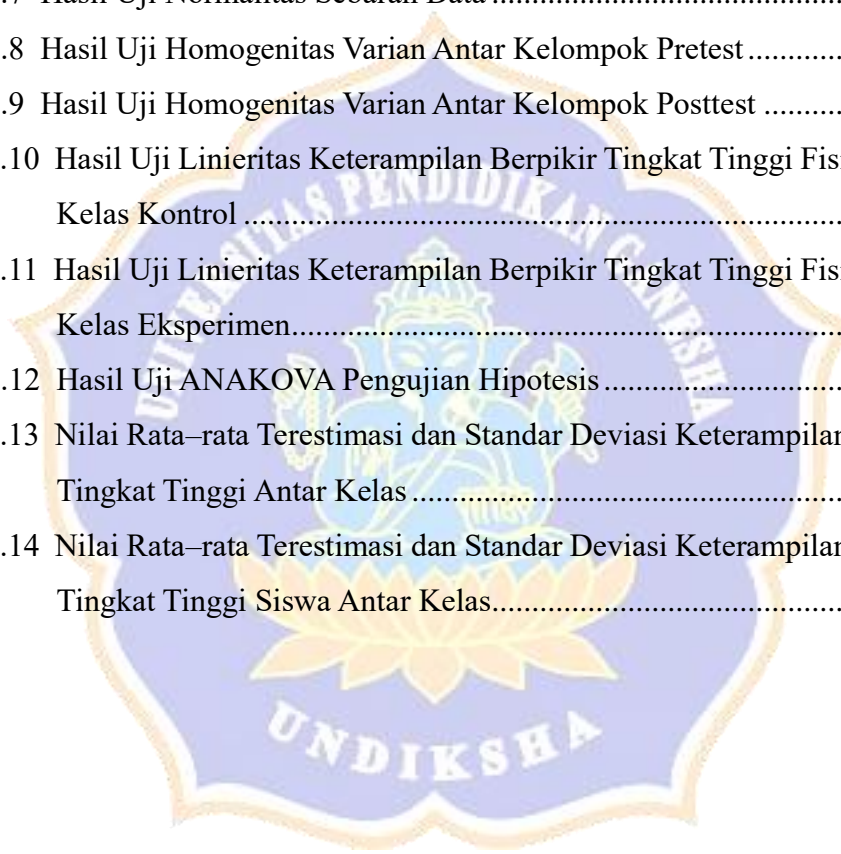 .7 Hasil Uji Normalitas Sebaran Data ..........................................
.8 Hasil Uji Homogenitas Varian Antar Kelompok Pretest ............
.9 Hasil Uji Homogenitas Varian Antar Kelompok Posttest ..........
.10 Hasil Uji Linieritas Keterampilan Berpikir Tingkat Tinggi Fis
Kelas Kontrol ..........................................................................
.11 Hasil Uji Linieritas Keterampilan Berpikir Tingkat Tinggi Fis
Kelas Eksperimen....................................................................
.12 Hasil Uji ANAKOVA Pengujian Hipotesis ..............................
.13 Nilai Rata–rata Terestimasi dan Standar Deviasi Keterampilan
Tingkat Tinggi Antar Kelas .....................................................
.14 Nilai Rata–rata Terestimasi dan Standar Deviasi Keterampilan
Tingkat Tinggi Siswa Antar Kelas...........................................
UNIVERSITAS PENDIDIKAN GANESHA
UNDIKSHA